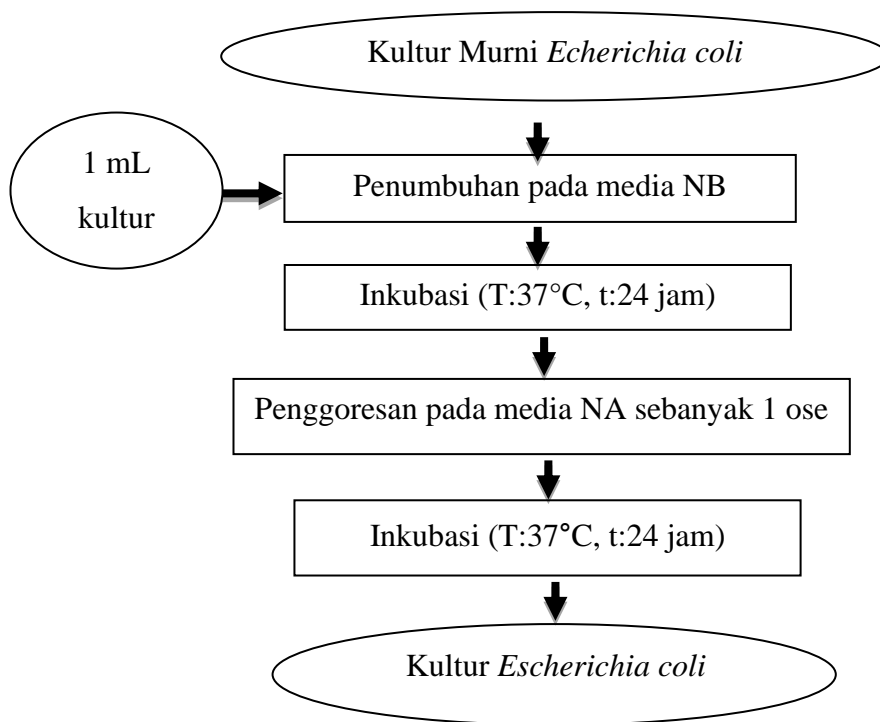 Kultur Murni Echerichia coli
1 mL
kultur
Penumbuhan pada media NB
Inkubasi (T:37°C, t:24 jam)
Penggoresan pada media NA sebanyak 1 ose
Inkubasi (T:37°C, t:24 jam)
Kultur Escherichia coli